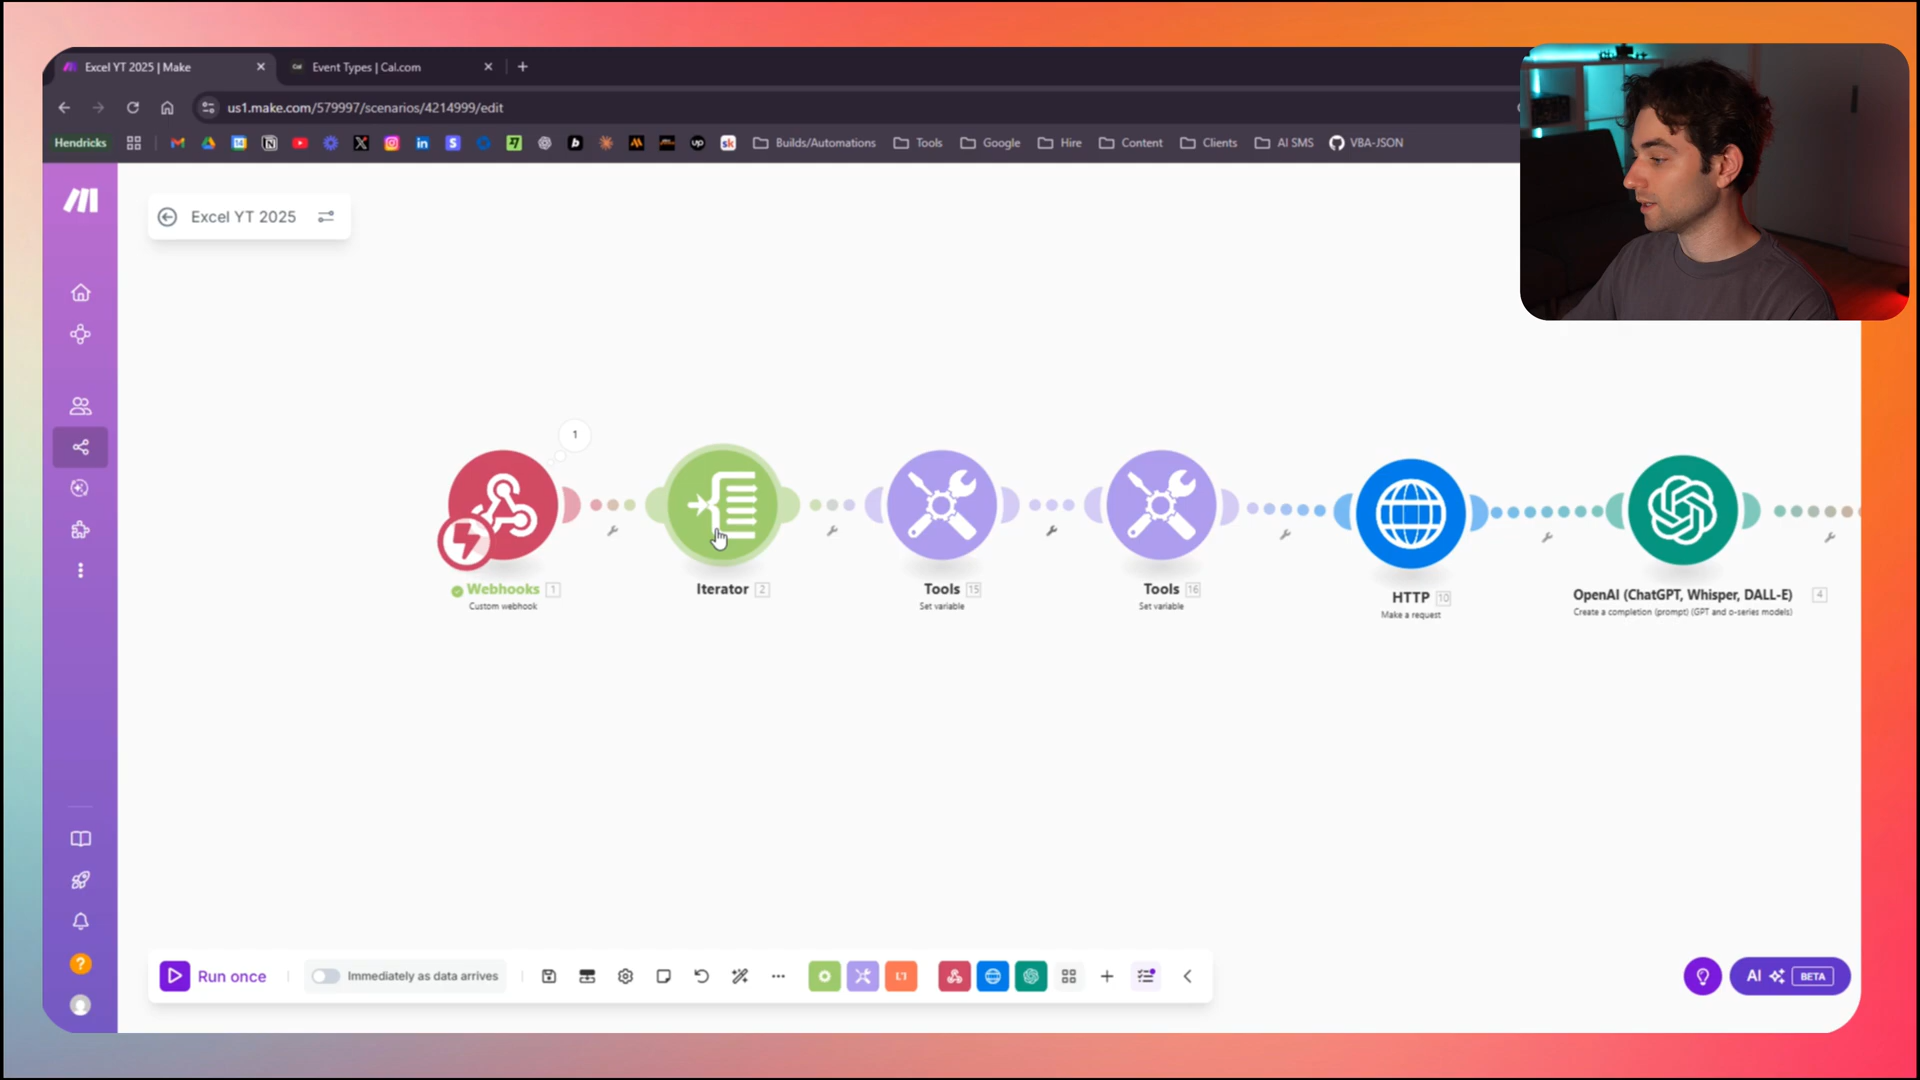 Excel YT 2025 | Make
Cal Event Types | Cal.com
us1.make.com/579997/scenarios/4214999/edit
Hendricks
Builds/Automations
Tools
Google
Hire
Content
Clients
AI SMS
VBA-JSON
Excel YT 2025
1
Webhooks 1
Custom webhook
Iterator 2
Tools 15
Set variable
Tools 16
Set variable
HTTP 10
Make a request
OpenAI (ChatGPT, Whisper, DALL-E) 4
Create a completion (prompt) (GPT and o-series models)
Run once
Immediately as data arrives
AI BETA